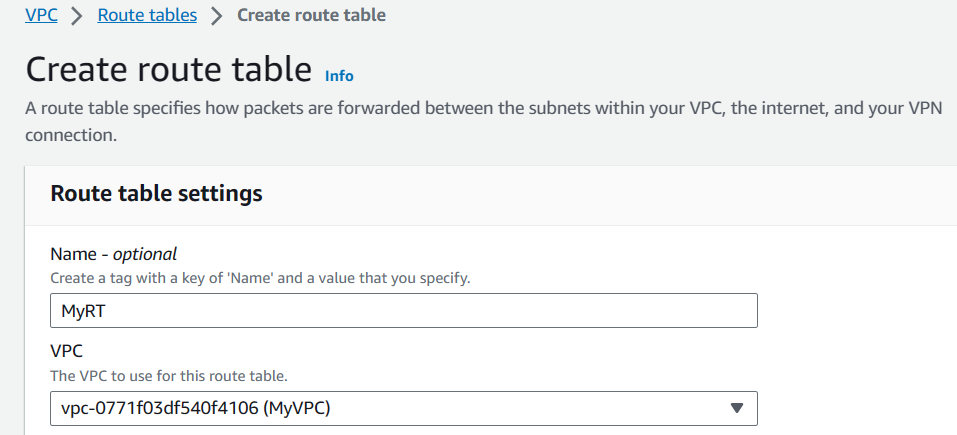 VPC > Route tables > Create route table
Create route table Info
A route table specifies how packets are forwarded between the subnets within your VPC, the internet, and your VPN
connection.
Route table settings
Name - optional
Create a tag with a key of 'Name' and a value that you specify.
MyRT
VPC
The VPC to use for this route table.
vpc-0771f03df540f4106 (MyVPC)